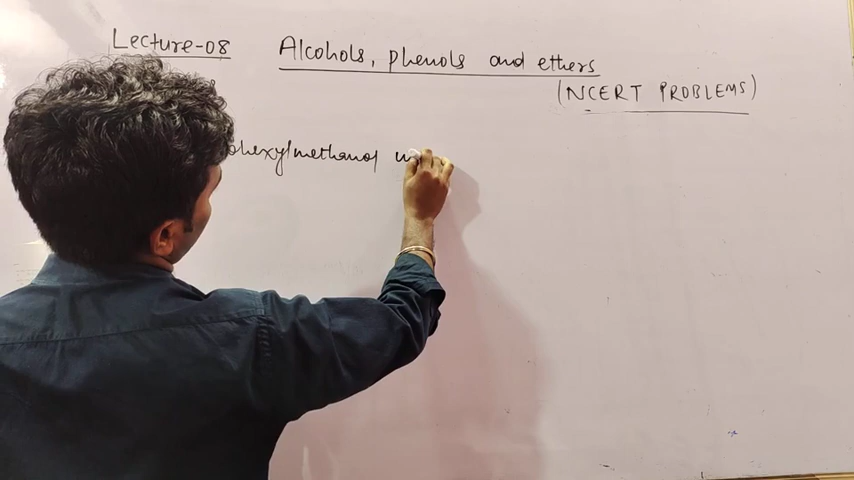 Lecture-08 Alcohols, phenols and ethers
(NCERT PROBLEMS)
ohexylmethanol